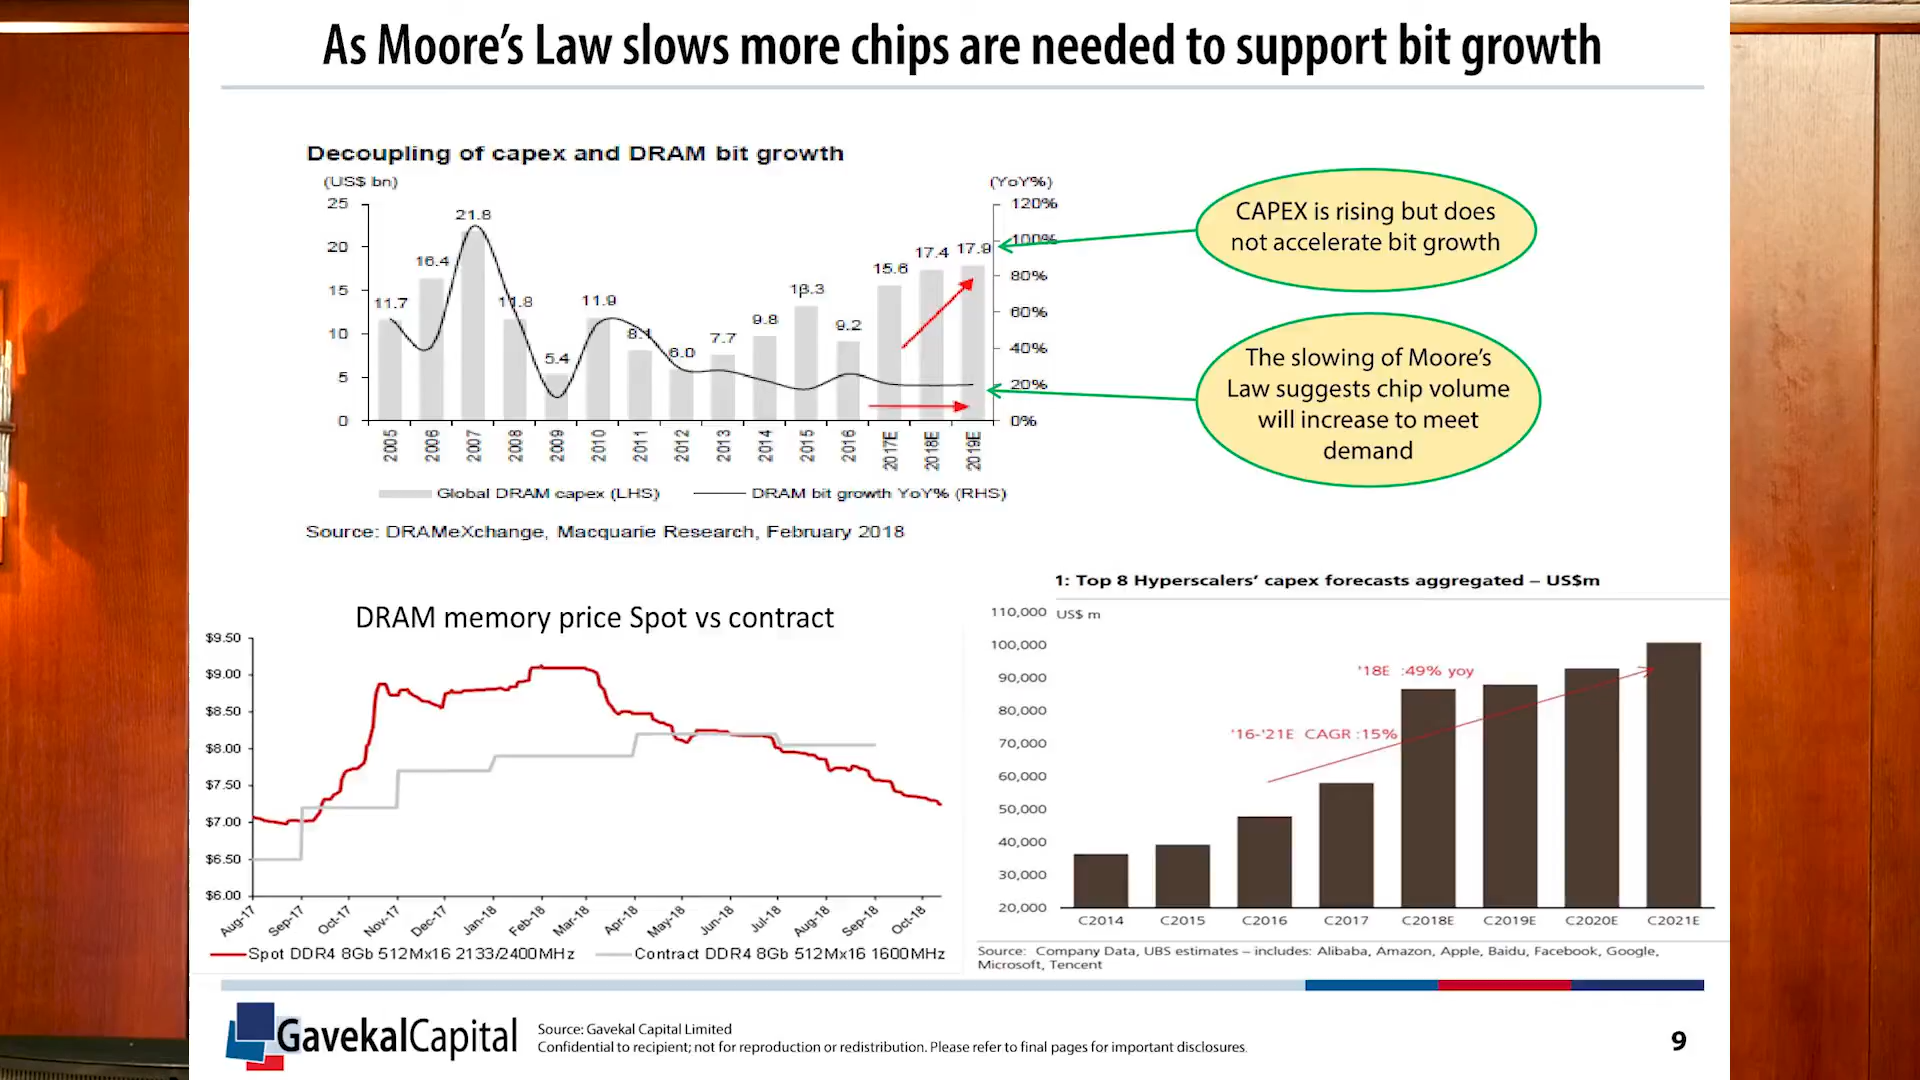 As Moore's Law slows more chips are needed to support bit growth
Decoupling of capex and DRAM bit growth
(US$ bn)
(YoY%)
25
20
15
10
5
0
120%
100%
80%
60%
40%
20%
0%
11.7
16.4
21.8
11.8
5.4
11.9
8.1
6.0
7.7
9.8
13.3
9.2
15.6
17.4
17.9
2005
2006
2007
2008
2009
2010
2011
2012
2013
2014
2015
2016
2017E
2018E
2019E
Global DRAM capex (LHS)
DRAM bit growth YoY% (RHS)
Source: DRAMeXchange, Macquarie Research, February 2018
CAPEX is rising but does
not accelerate bit growth
The slowing of Moore's
Law suggests chip volume
will increase to meet
demand
DRAM memory price Spot vs contract
$9.50
$9.00
$8.50
$8.00
$7.50
$7.00
$6.50
$6.00
Aug-17
Sep-17
Oct-17
Nov-17
Dec-17
Jan-18
Feb-18
Mar-18
Apr-18
May-18
Jun-18
Jul-18
Aug-18
Sep-18
Oct-18
Spot DDR4 8Gb 512Mx16 2133/2400MHz
Contract DDR4 8Gb 512Mx16 1600MHz
1: Top 8 Hyperscalers' capex forecasts aggregated – US$m
US$ m
110,000
100,000
90,000
80,000
70,000
60,000
50,000
40,000
30,000
20,000
'18E :49% yoy
'16-'21E CAGR :15%
C2014
C2015
C2016
C2017
C2018E
C2019E
C2020E
C2021E
Source: Company Data, UBS estimates – includes: Alibaba, Amazon, Apple, Baidu, Facebook, Google,
Microsoft, Tencent
GavekalCapital
Source: Gavekal Capital Limited
Confidential to recipient; not for reproduction or redistribution. Please refer to final pages for important disclosures.
9